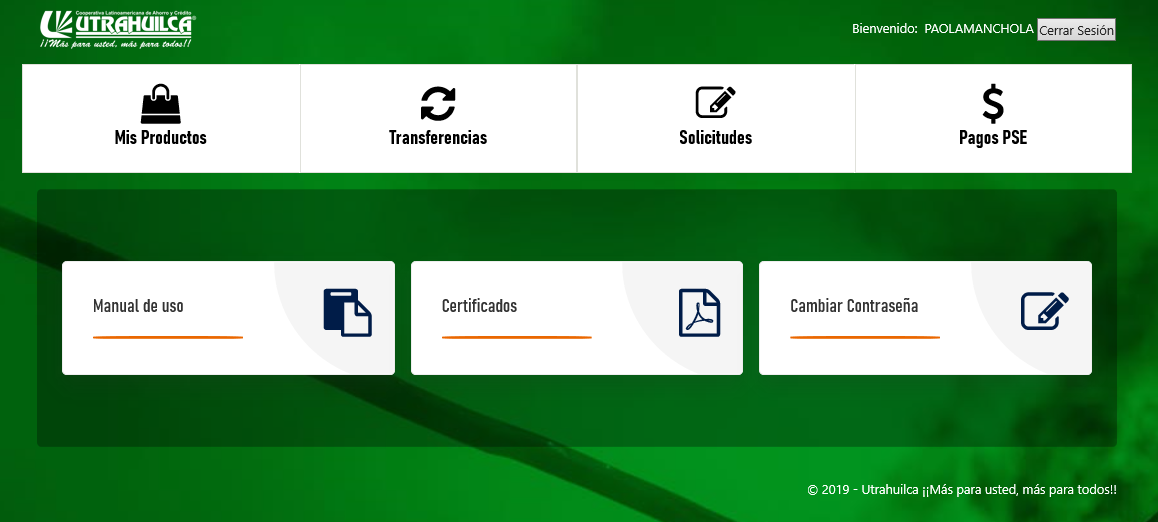 Cooperativa Latinoamericana de Ahorro y Crédito
UTRAHUILCA®
¡¡Más para usted, más para todos!!
Bienvenido: PAOLAMANCHOLA Cerrar Sesión
Mis Productos
Transferencias
Solicitudes
Pagos PSE
Manual de uso
Certificados
Cambiar Contraseña
© 2019 - Utrahuilca ¡¡Más para usted, más para todos!!